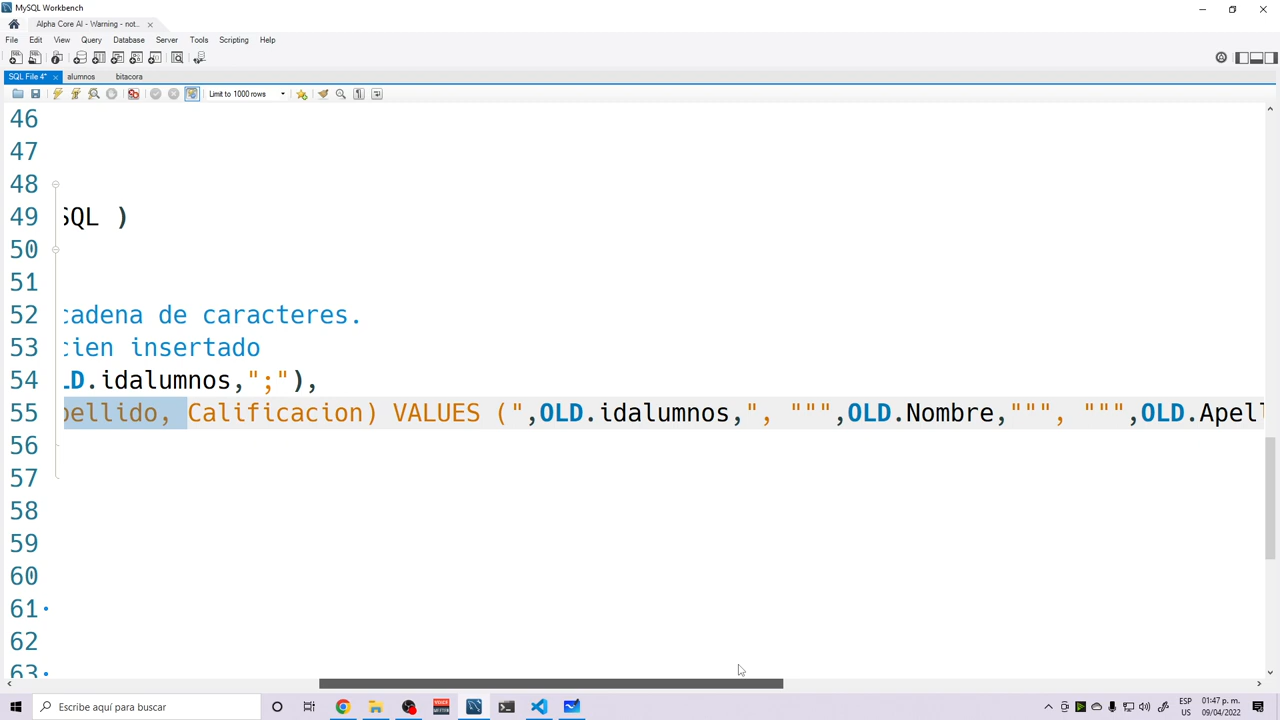 MySQL Workbench
Alpha Core AI - Warning - not...
File Edit View Query Database Server Tools Scripting Help
SQL File 4* alumnos bitacora
Limit to 1000 rows
46
47
48
49 SQL )
50
51
52 cadena de caracteres.
53 cien insertado
54 LD.idalumnos,";"),
55 pellido, Calificacion) VALUES (",OLD.idalumnos,", """,OLD.Nombre,""", """,OLD.Apell
56
57
58
59
60
61
62
63
Escribe aquí para buscar
ESP 01:47 p. m.
US 09/04/2022